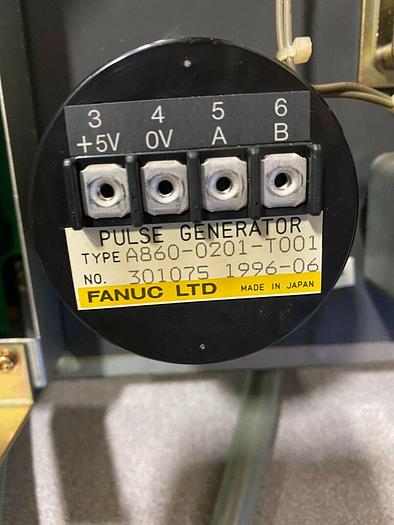 3 4 5 6
+5V 0V A B
PULSE GENERATOR
TYPE A860-0201-T001
NO. 301075 1996-06
FANUC LTD MADE IN JAPAN